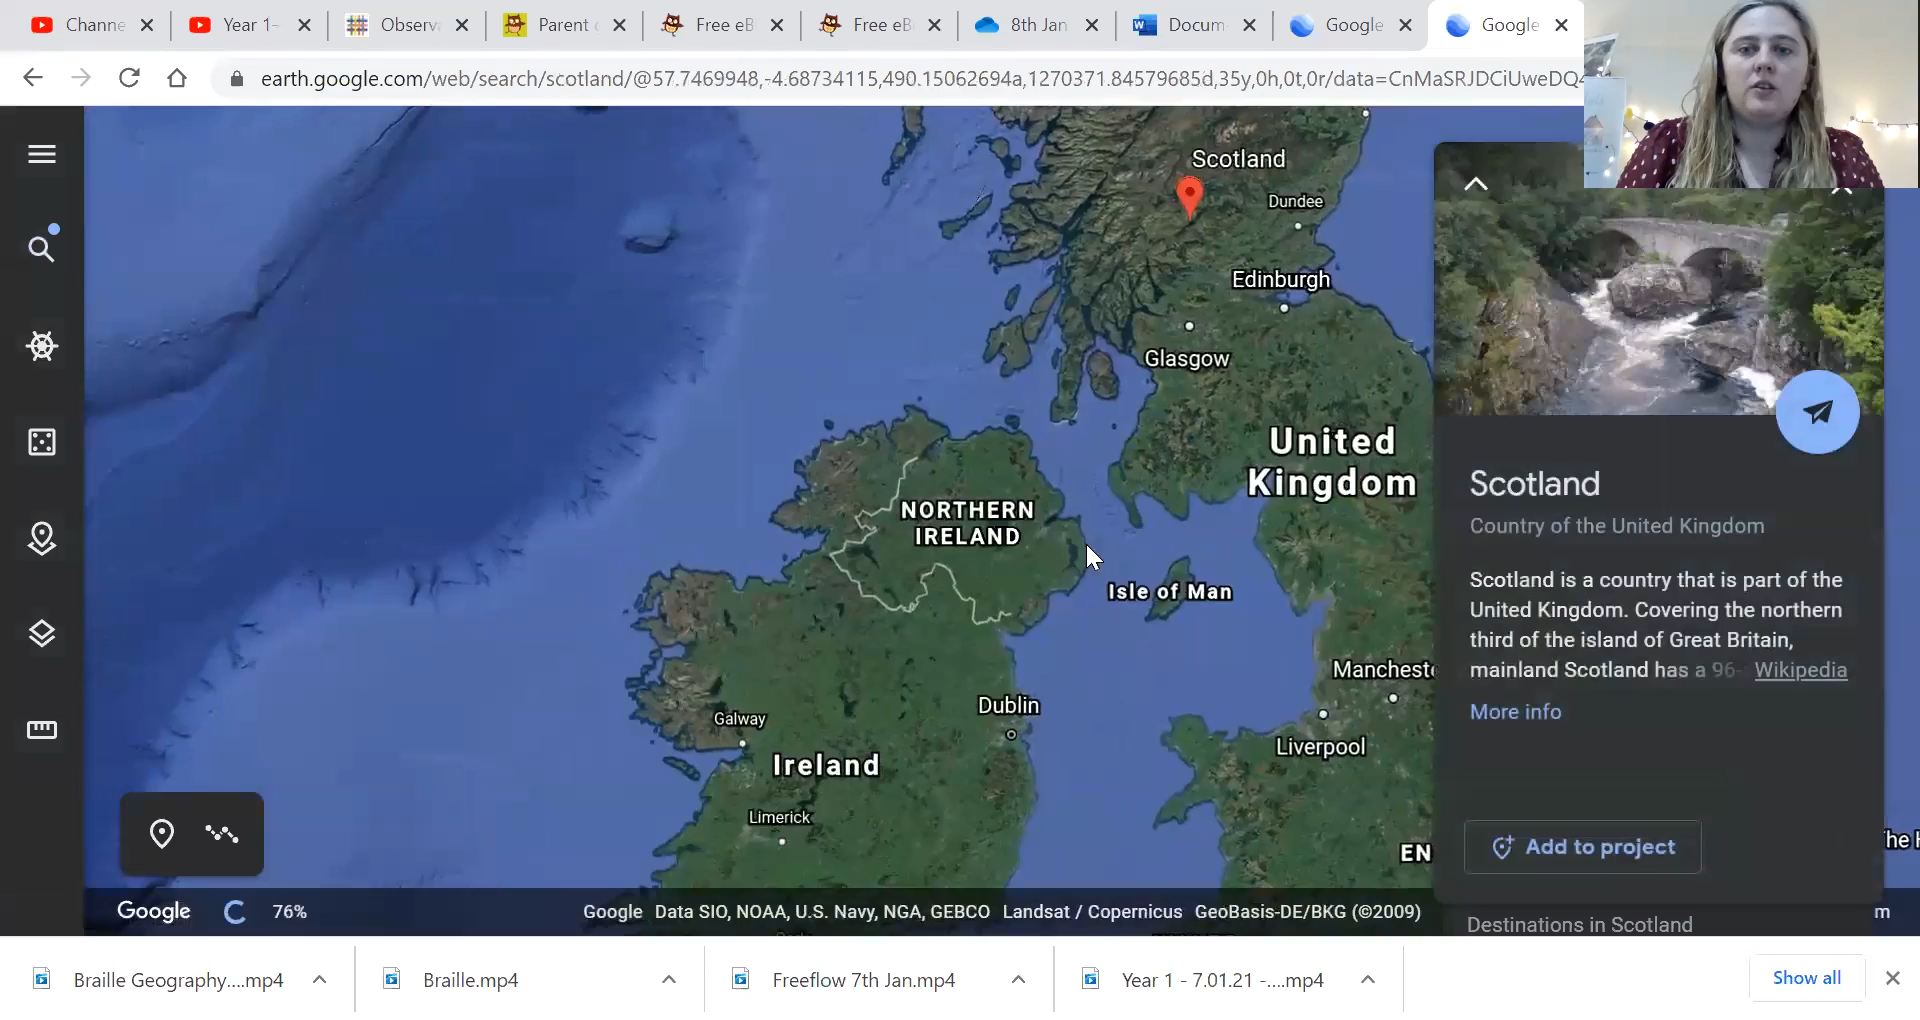 Channe
Year 1-
Observ
Parent
Free eB
Free eB
8th Jan
Docum
Google
Google
earth.google.com/web/search/scotland/@57.7469948,-4.68734115,490.15062694a,1270371.84579685d,35y,0h,0t,0r/data=CnMaSRJDCiUweDQ
Scotland
Dundee
Edinburgh
Glasgow
United
Kingdom
NORTHERN
IRELAND
Isle of Man
Manchest
Dublin
Galway
Liverpool
Ireland
Limerick
EN
Scotland
Country of the United Kingdom
Scotland is a country that is part of the
United Kingdom. Covering the northern
third of the island of Great Britain,
mainland Scotland has a 96- Wikipedia
More info
Add to project
Destinations in Scotland
Google 76%
Google Data SIO, NOAA, U.S. Navy, NGA, GEBCO Landsat / Copernicus GeoBasis-DE/BKG (©2009)
m
Braille Geography....mp4
Braille.mp4
Freeflow 7th Jan.mp4
Year 1 - 7.01.21 -....mp4
Show all